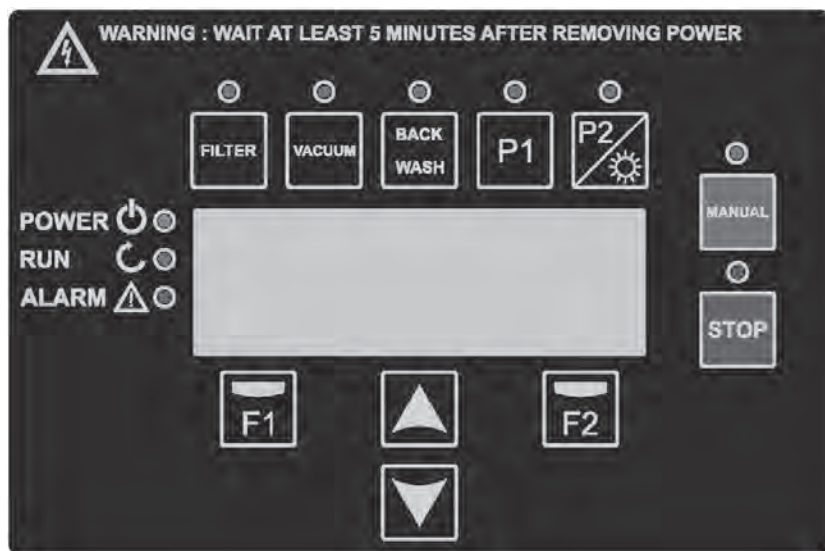 WARNING : WAIT AT LEAST 5 MINUTES AFTER REMOVING POWER
FILTER
VACUUM
BACK
WASH
P1
P2
MANUAL
POWER
RUN
ALARM
STOP
F1
F2